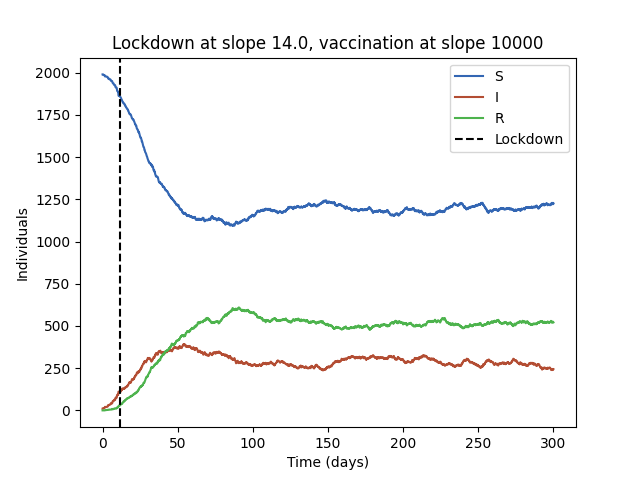 Lockdown at slope 14.0, vaccination at slope 10000
S
I
R
Lockdown
2000
1750
1500
1250
1000
750
500
250
0
Individuals
0 50 100 150 200 250 300
Time (days)